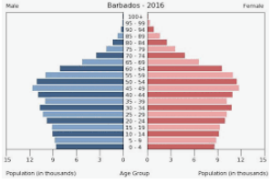 Male Barbados - 2016 Female
100+
95 - 99
90 - 94
85 - 89
80 - 84
75 - 79
70 - 74
65 - 69
60 - 64
55 - 59
50 - 54
45 - 49
40 - 44
35 - 39
30 - 34
25 - 29
20 - 24
15 - 19
10 - 14
5 - 9
0 - 4
15 12 9 6 3 0 0 3 6 9 12 15
Population (in thousands) Age Group Population (in thousands)